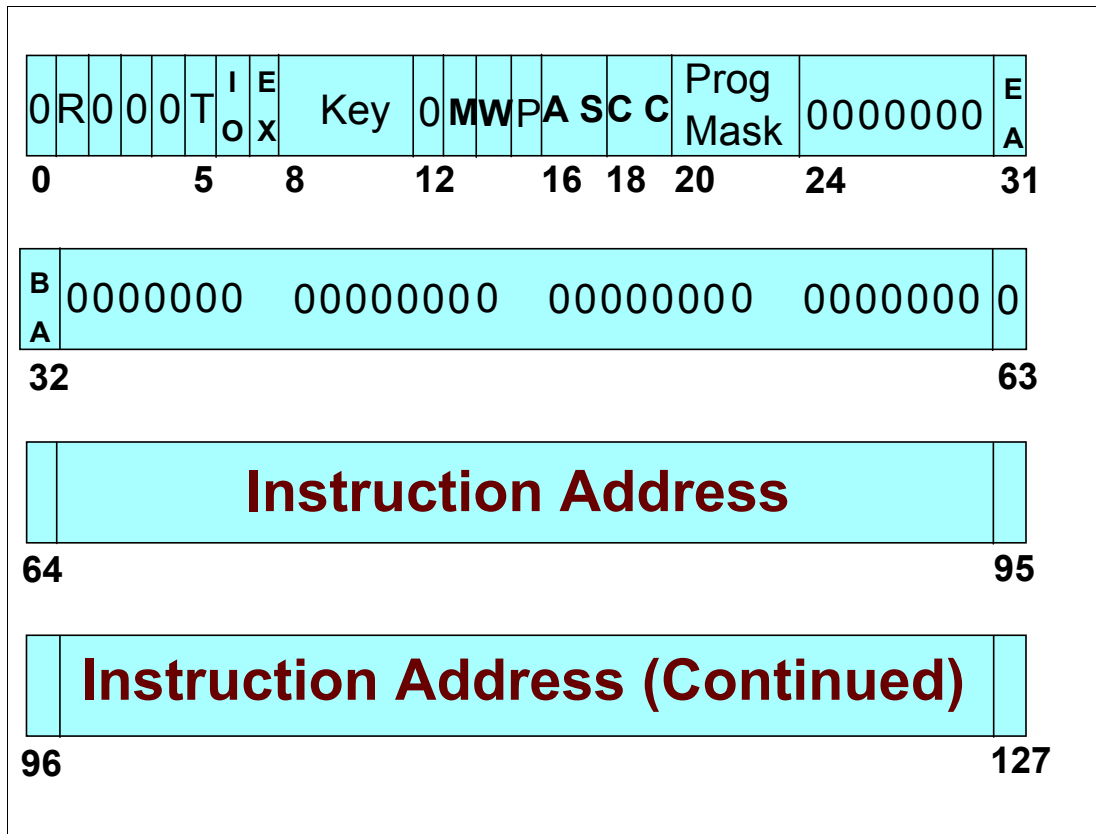 0 R 0 0 0 T I O E X Key 0 M W P A S C C Prog Mask 0000000 E A
0 5 8 12 16 18 20 24 31
B A 0000000 00000000 00000000 0000000 0
32 63
Instruction Address
64 95
Instruction Address (Continued)
96 127